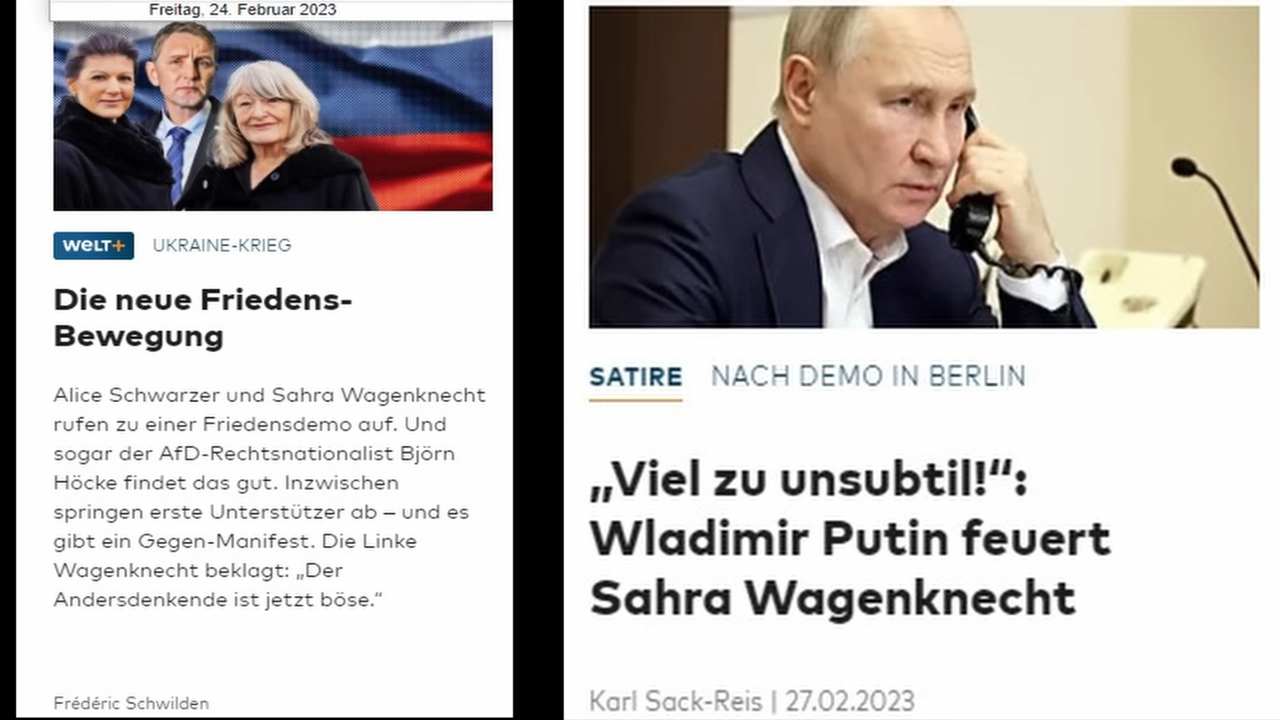 Freitag, 24. Februar 2023
WELT+ UKRAINE-KRIEG
Die neue Friedens-
Bewegung
Alice Schwarzer und Sahra Wagenknecht
rufen zu einer Friedensdemo auf. Und
sogar der AfD-Rechtsnationalist Björn
Höcke findet das gut. Inzwischen
springen erste Unterstützer ab – und es
gibt ein Gegen-Manifest. Die Linke
Wagenknecht beklagt: „Der
Andersdenkende ist jetzt böse.“
Frédéric Schwilden
SATIRE NACH DEMO IN BERLIN
„Viel zu unsubtil!“:
Wladimir Putin feuert
Sahra Wagenknecht
Karl Sack-Reis | 27.02.2023